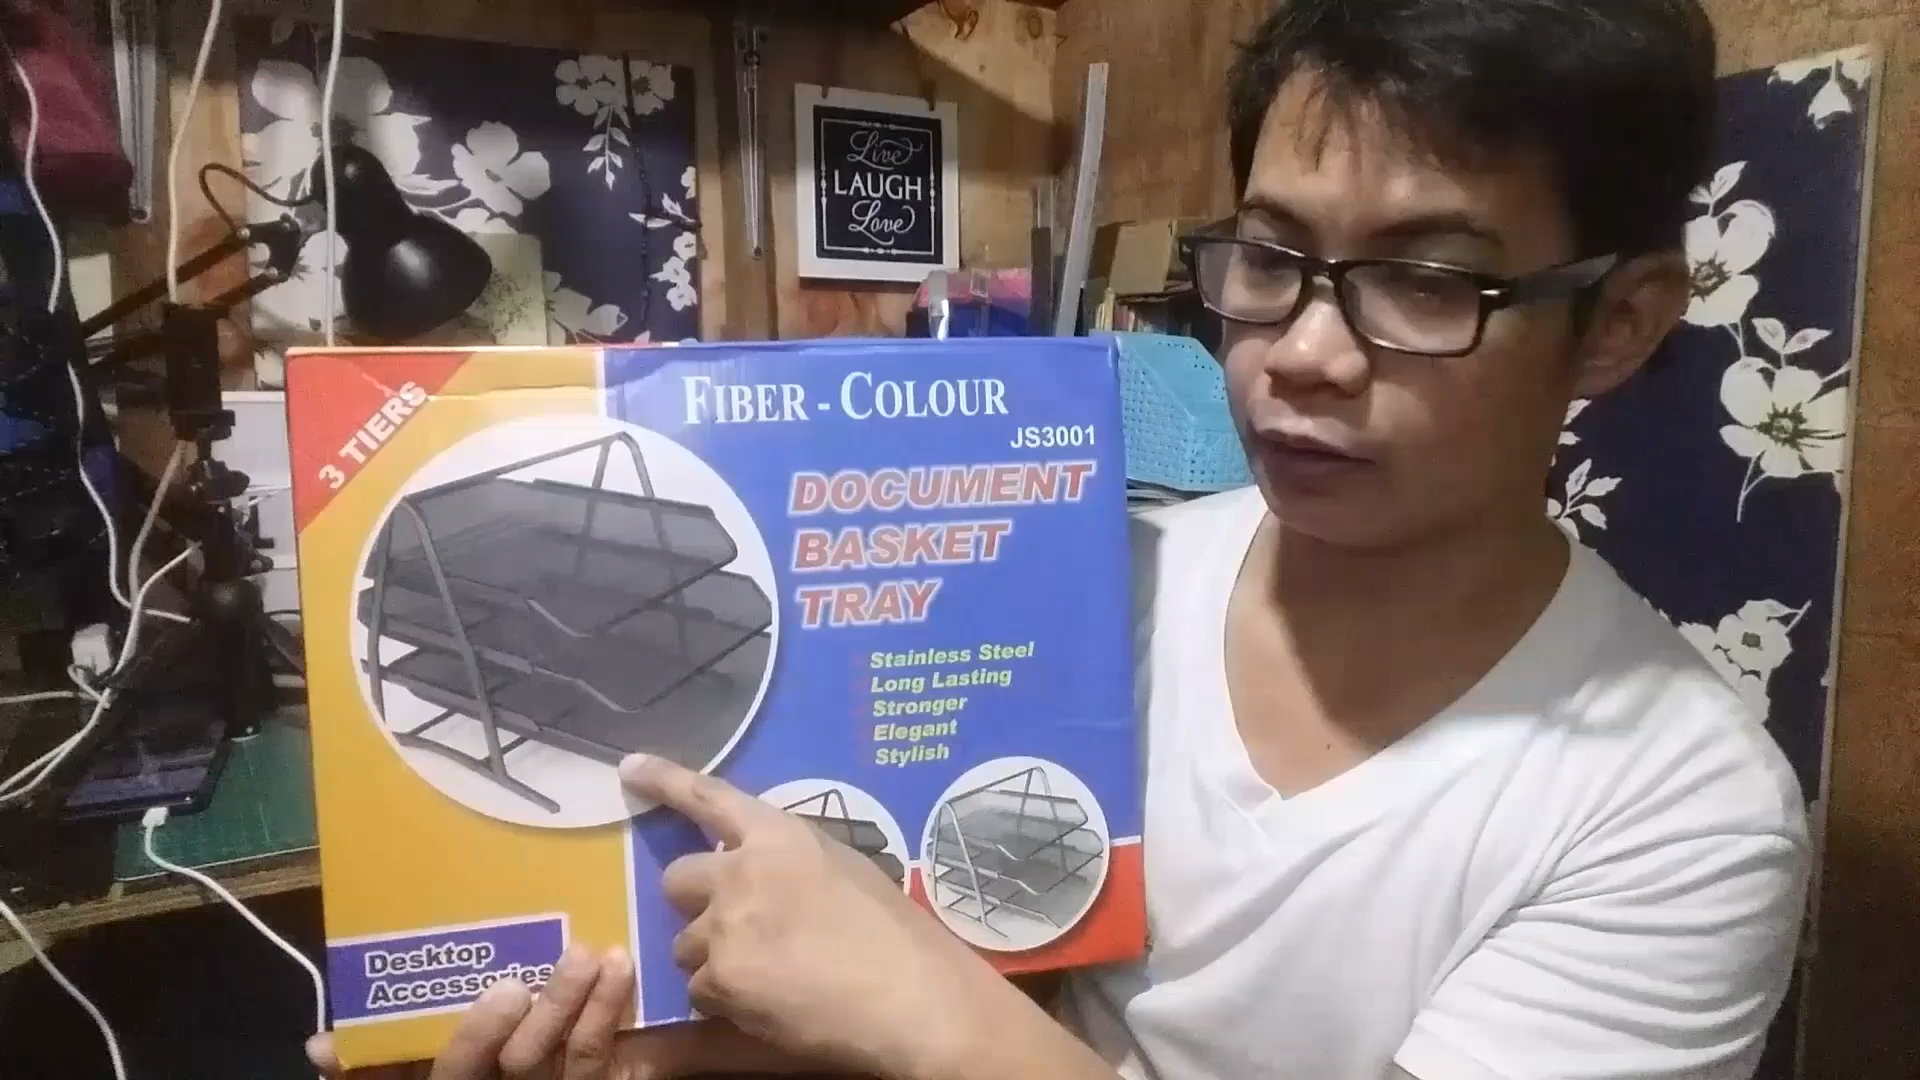 Live
LAUGH
Love
3 TIERS
FIBER - COLOUR
JS3001
DOCUMENT
BASKET
TRAY
Stainless Steel
Long Lasting
Stronger
Elegant
Stylish
Desktop
Accessories